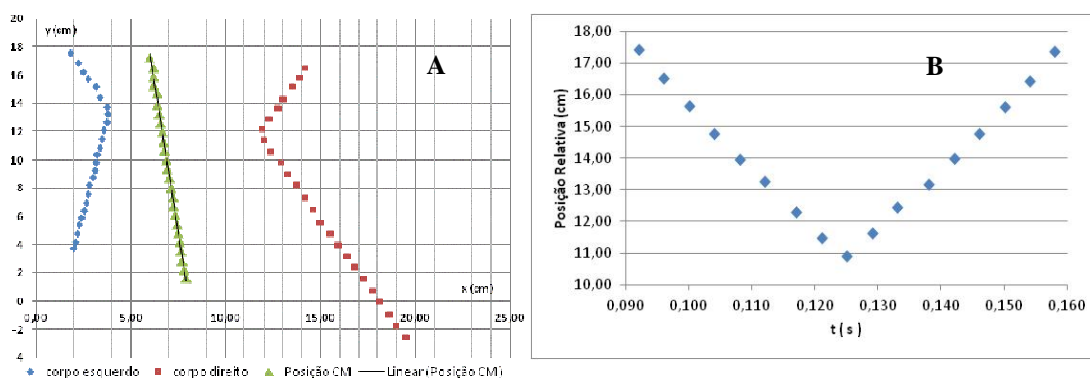 y (cm)
20
18
16
14
12
10
8
6
4
2
0
-2
-4
0,00 5,00 10,00 15,00 20,00 25,00
x (cm)
A
corpo esquerdo corpo direito Posição CM Linear (Posição CM)
18,00
17,00
16,00
15,00
14,00
13,00
12,00
11,00
10,00
Posição Relativa (cm)
B
0,090 0,100 0,110 0,120 0,130 0,140 0,150 0,160
t ( s )